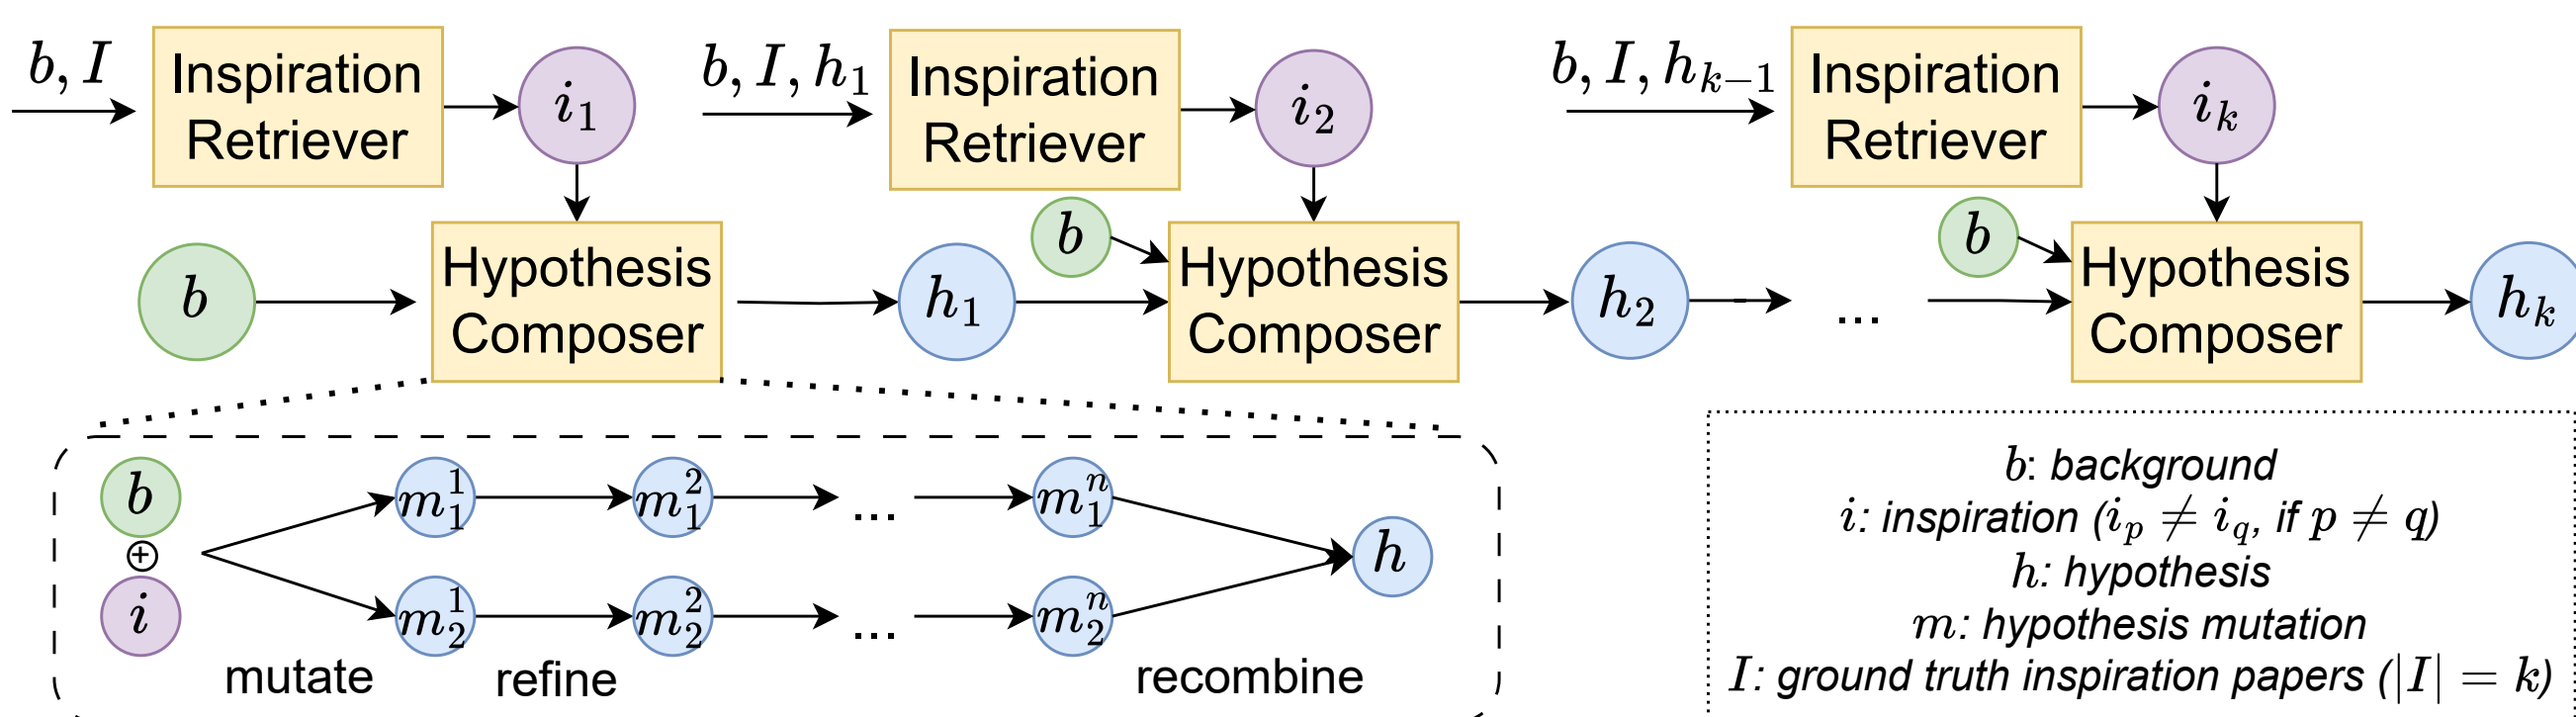 b, I
Inspiration
Retriever
i₁
b, I, h₁
Inspiration
Retriever
i₂
b, I, hₖ₋₁
Inspiration
Retriever
iₖ
b
Hypothesis
Composer
h₁
b
Hypothesis
Composer
h₂
...
b
Hypothesis
Composer
hₖ
b
⊕
i
m₁¹
m₁²
...
m₁ⁿ
m₂¹
m₂²
...
m₂ⁿ
h
mutate
refine
recombine
b: background
i: inspiration (iₚ ≠ i_q, if p ≠ q)
h: hypothesis
m: hypothesis mutation
I: ground truth inspiration papers (|I| = k)